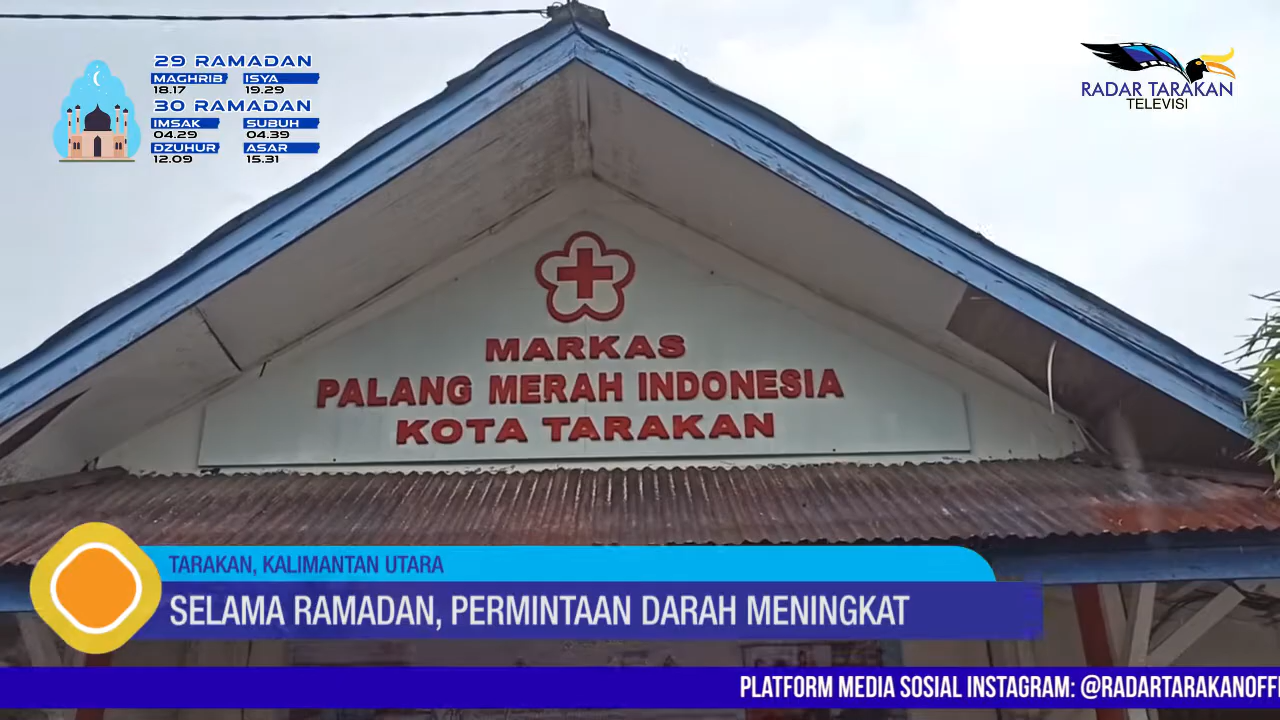 29 RAMADAN
MAGHRIB ISYA
18.17 19.29
30 RAMADAN
IMSAK SUBUH
04.29 04.39
DZUHUR ASAR
12.09 15.31
RADAR TARAKAN
TELEVISI
MARKAS
PALANG MERAH INDONESIA
KOTA TARAKAN
TARAKAN, KALIMANTAN UTARA
SELAMA RAMADAN, PERMINTAAN DARAH MENINGKAT
PLATFORM MEDIA SOSIAL INSTAGRAM: @RADARTARAKANOFF